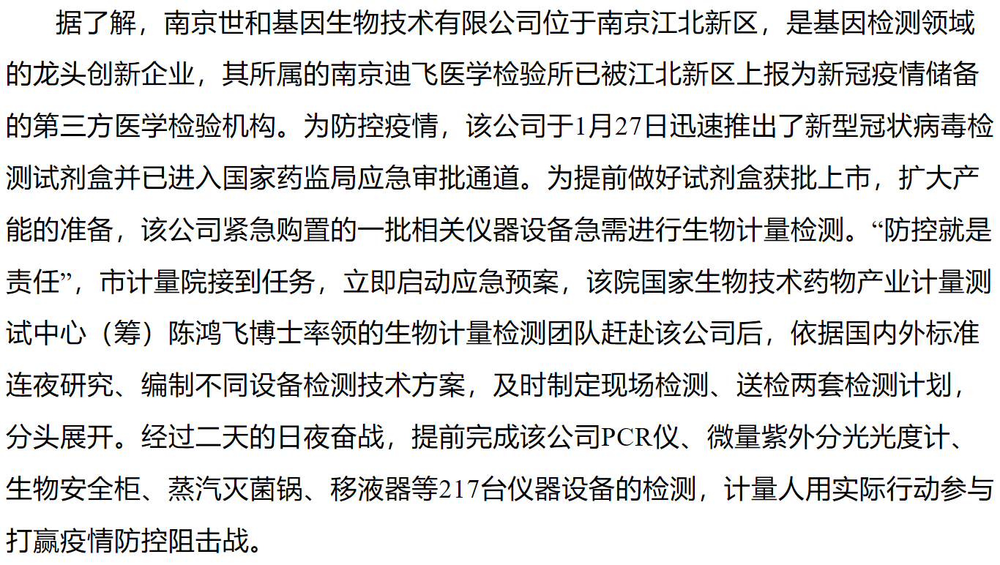 据了解，南京世和基因生物技术有限公司位于南京江北新区，是基因检测领域
的龙头创新企业，其所属的南京迪飞医学检验所已被江北新区上报为新冠疫情储备
的第三方医学检验机构。为防控疫情，该公司于1月27日迅速推出了新型冠状病毒检
测试剂盒并已进入国家药监局应急审批通道。为提前做好试剂盒获批上市，扩大产
能的准备，该公司紧急购置的一批相关仪器设备急需进行生物计量检测。“防控就是
责任”，市计量院接到任务，立即启动应急预案，该院国家生物技术药物产业计量测
试中心（筹）陈鸿飞博士率领的生物计量检测团队赶赴该公司后，依据国内外标准
连夜研究、编制不同设备检测技术方案，及时制定现场检测、送检两套检测计划，
分头展开。经过二天的日夜奋战，提前完成该公司PCR仪、微量紫外分光光度计、
生物安全柜、蒸汽灭菌锅、移液器等217台仪器设备的检测，计量人用实际行动参与
打赢疫情防控阻击战。